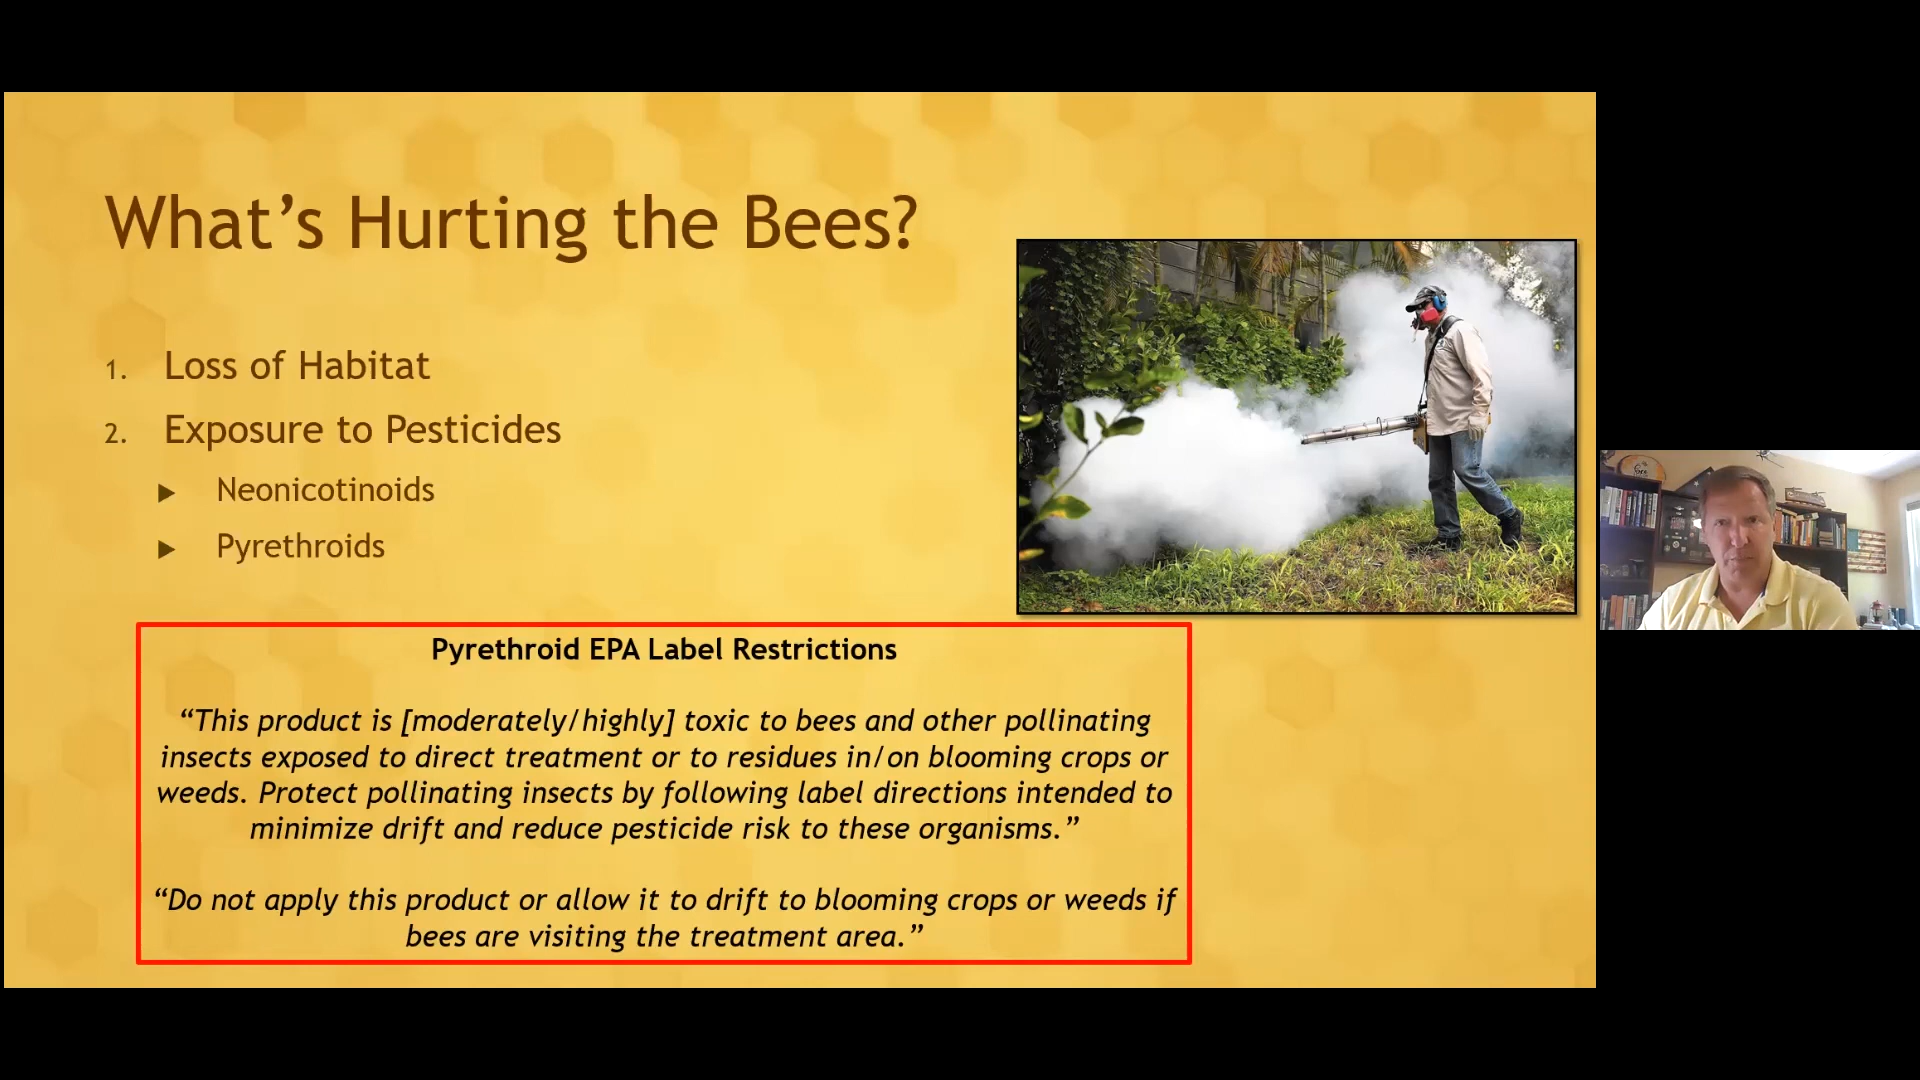 What’s Hurting the Bees?
1. Loss of Habitat
2. Exposure to Pesticides
▶ Neonicotinoids
▶ Pyrethroids
Pyrethroid EPA Label Restrictions
“This product is [moderately/highly] toxic to bees and other pollinating
insects exposed to direct treatment or to residues in/on blooming crops or
weeds. Protect pollinating insects by following label directions intended to
minimize drift and reduce pesticide risk to these organisms.”
“Do not apply this product or allow it to drift to blooming crops or weeds if
bees are visiting the treatment area.”